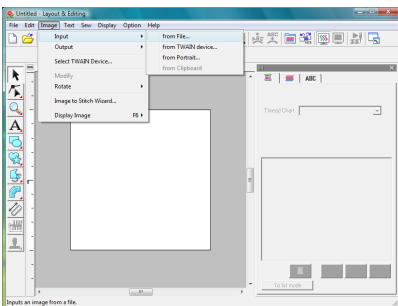 Untitled - Layout & Editing
File Edit Image Text Sew Display Option Help
Input
Output
Select TWAIN Device...
Modify
Rotate
Image to Stitch Wizard...
Display Image F6
from File...
from TWAIN device...
from Portrait...
from Clipboard
ABC
Thread Chart
To list mode
Inputs an image from a file.